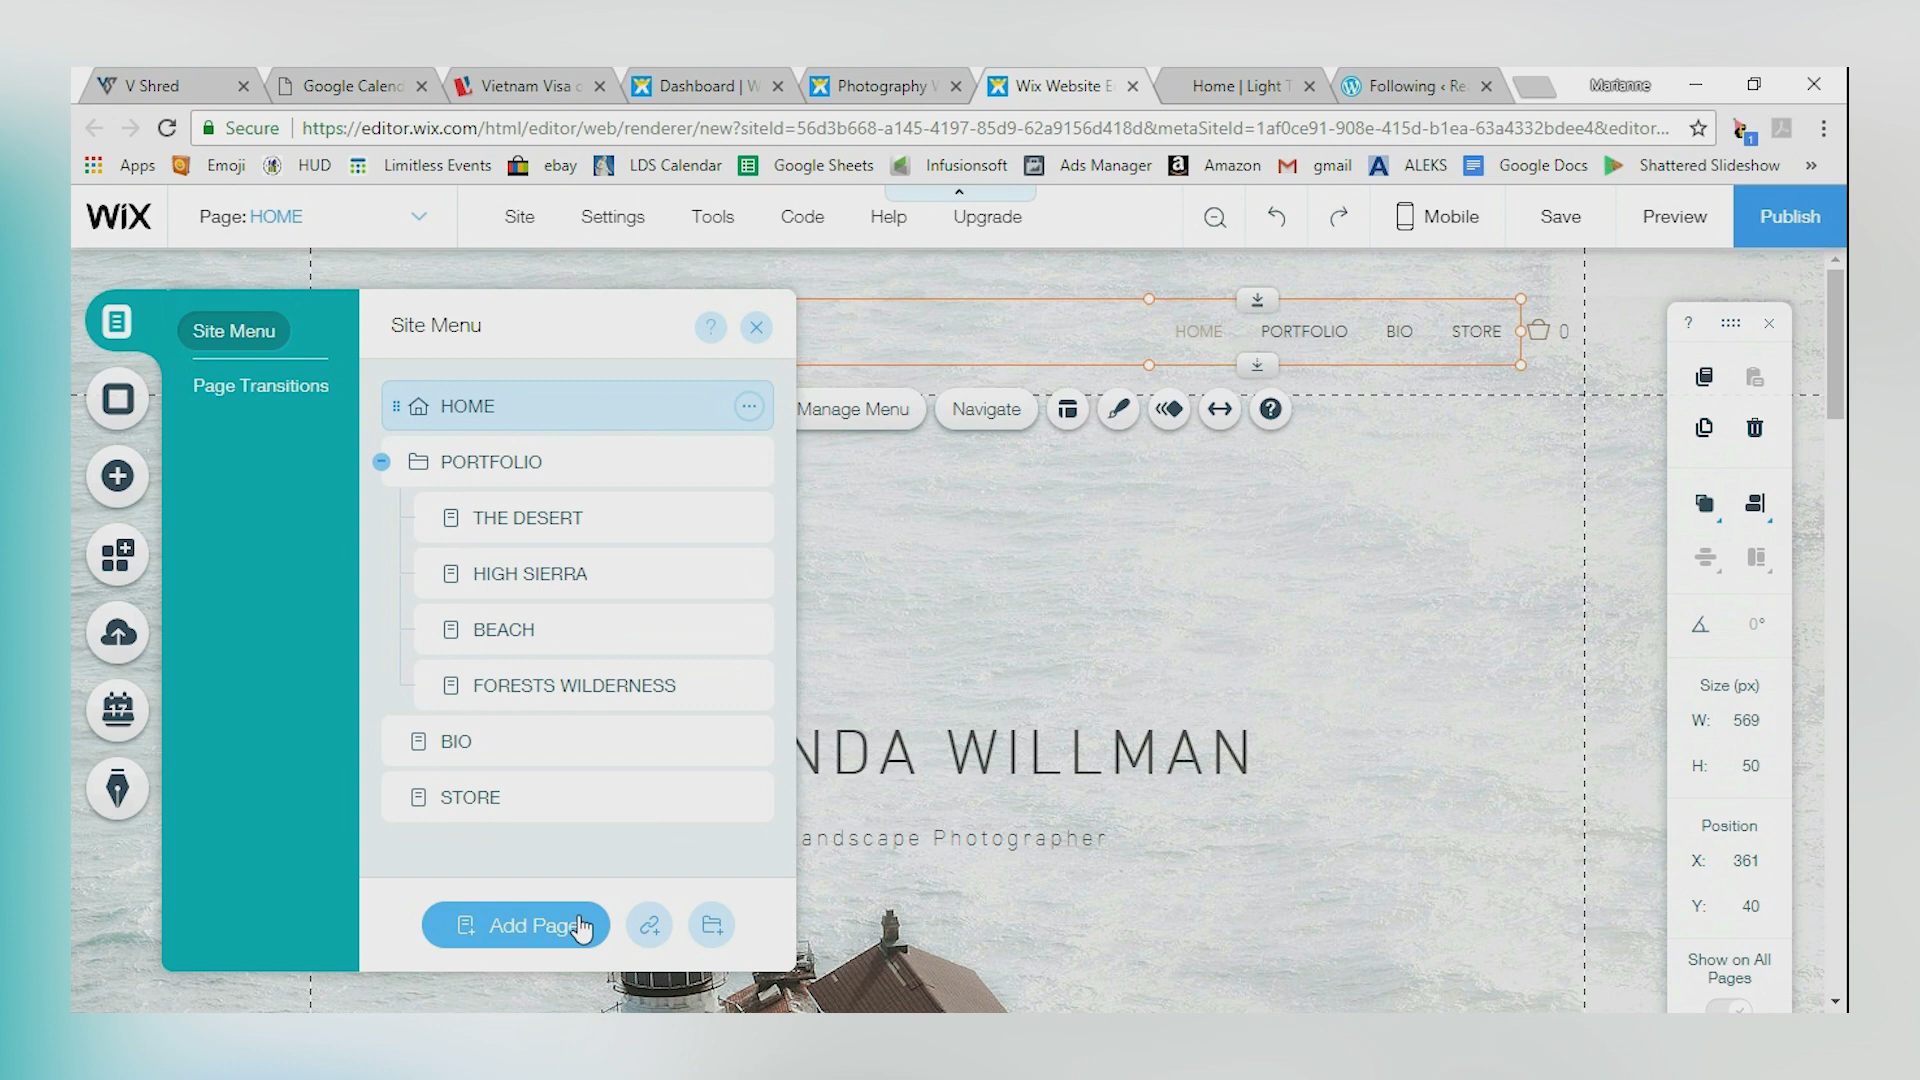 V Shred
Google Calend
Vietnam Visa
Dashboard | W
Photography
Wix Website E
Home | Light T
Following ‹ Re
Marianne
Secure
https://editor.wix.com/html/editor/web/renderer/new?siteId=56d3b668-a145-4197-85d9-62a9156d418d&metaSiteId=1af0ce91-908e-415d-b1ea-63a4332bdee4&editor...
1
Apps
Emoji
HUD
Limitless Events
ebay
LDS Calendar
Google Sheets
Infusionsoft
Ads Manager
Amazon
gmail
ALEKS
Google Docs
Shattered Slideshow
»
WiX
Page: HOME
Site
Settings
Tools
Code
Help
Upgrade
Mobile
Save
Preview
Publish
Site Menu
Page Transitions
Site Menu
?
HOME
PORTFOLIO
THE DESERT
HIGH SIERRA
BEACH
FORESTS WILDERNESS
BIO
STORE
Add Page
17
HOME
PORTFOLIO
BIO
STORE
0
Manage Menu
Navigate
?
NDA WILLMAN
andscape Photographer
?
0°
Size (px)
W: 569
H: 50
Position
X: 361
Y: 40
Show on All
Pages